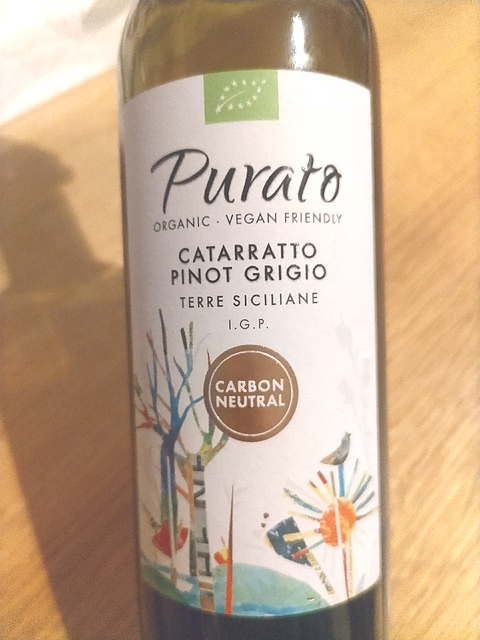 Purato
ORGANIC · VEGAN FRIENDLY
CATARRATTO
PINOT GRIGIO
TERRE SICILIANE
I.G.P.
CARBON
NEUTRAL